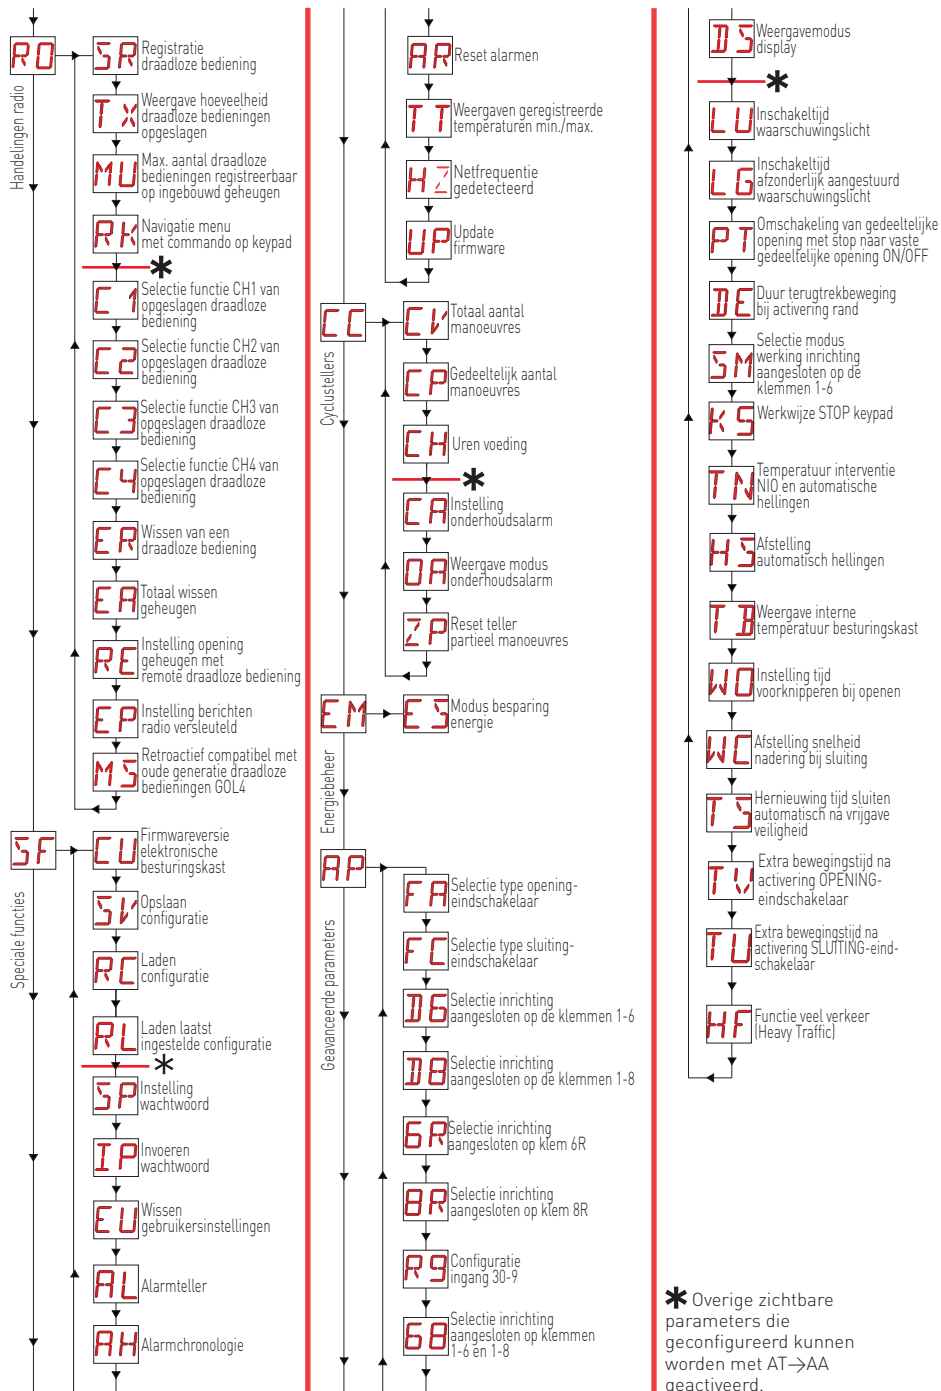 Handelingen radio
RO
SR
Registratie
draadloze bediening
TX
Weergave hoeveelheid
draadloze bedieningen
opgeslagen
MU
Max. aantal draadloze
bedieningen registreerbaar
op ingebouwd geheugen
RK
Navigatie menu
met commando op keypad
*
C1
Selectie functie CH1 van
opgeslagen draadloze
bediening
C2
Selectie functie CH2 van
opgeslagen draadloze
bediening
C3
Selectie functie CH3 van
opgeslagen draadloze
bediening
C4
Selectie functie CH4 van
opgeslagen draadloze
bediening
ER
Wissen van een
draadloze bediening
EA
Totaal wissen
geheugen
RE
Instelling opening
geheugen met
remote draadloze bediening
EP
Instelling berichten
radio versleuteld
MS
Retroactief compatibel met
oude generatie draadloze
bedieningen GOL4
Speciale functies
SF
CU
Firmwareversie
elektronische
besturingskast
SV
Opslaan
configuratie
RC
Laden
configuratie
RL
Laden laatst
ingestelde configuratie
*
SP
Instelling
wachtwoord
IP
Invoeren
wachtwoord
EU
Wissen
gebruikersinstellingen
AL
Alarmteller
AH
Alarmchronologie
AR
Reset alarmen
TT
Weergaven geregistreerde
temperaturen min./max.
HZ
Netfrequentie
gedetecteerd
UP
Update
firmware
Cyclustellers
CC
CV
Totaal aantal
manoeuvres
CP
Gedeeltelijk aantal
manoeuvres
CH
Uren voeding
*
CA
Instelling
onderhoudsalarm
OA
Weergave modus
onderhoudsalarm
ZP
Reset teller
partieel manoeuvres
Energiebeheer
EM
ES
Modus besparing
energie
Geavanceerde parameters
AP
FA
Selectie type opening-
eindschakelaar
FC
Selectie type sluiting-
eindschakelaar
D6
Selectie inrichting
aangesloten op de klemmen 1-6
D8
Selectie inrichting
aangesloten op de klemmen 1-8
6R
Selectie inrichting
aangesloten op klem 6R
8R
Selectie inrichting
aangesloten op klem 8R
R9
Configuratie
ingang 30-9
68
Selectie inrichting
aangesloten op klemmen
1-6 en 1-8
DS
Weergavemodus
display
*
LU
Inschakeltijd
waarschuwingslicht
LG
Inschakeltijd
afzonderlijk aangestuurd
waarschuwingslicht
PT
Omschakeling van gedeeltelijke
opening met stop naar vaste
gedeeltelijke opening ON/OFF
DE
Duur terugtrekbeweging
bij activering rand
SM
Selectie modus
werking inrichting
aangesloten op de
klemmen 1-6
KS
Werkwijze STOP keypad
TN
Temperatuur interventie
NIO en automatische
hellingen
HS
Afstelling
automatisch hellingen
TB
Weergave interne
temperatuur besturingskast
WO
Instelling tijd
voorknipperen bij openen
WC
Afstelling snelheid
nadering bij sluiting
TS
Hernieuwing tijd sluiten
automatisch na vrijgave
veiligheid
TV
Extra bewegingstijd na
activering OPENING-
eindschakelaar
TU
Extra bewegingstijd na
activering SLUITING-eind-
schakelaar
HF
Functie veel verkeer
(Heavy Traffic)
* Overige zichtbare
parameters die
geconfigureerd kunnen
worden met AT→AA
geactiveerd.